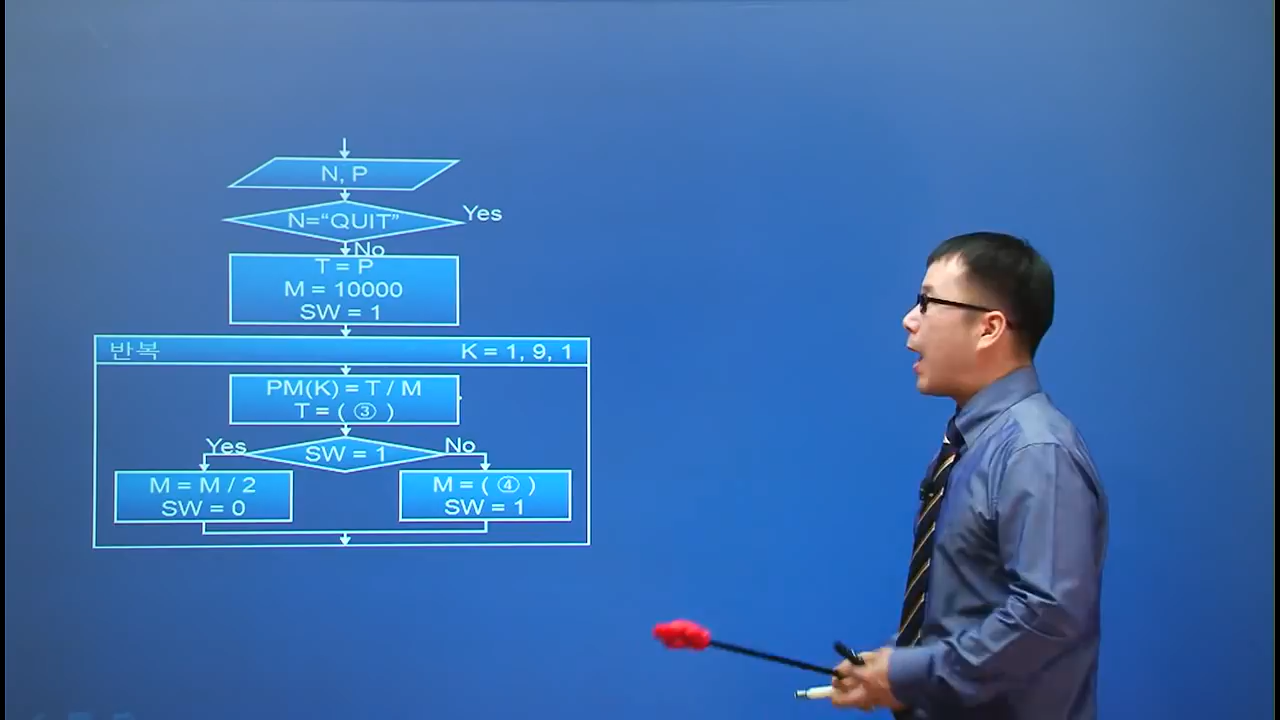 N, P
N=“QUIT”
Yes
No
T = P
M = 10000
SW = 1
반복
K = 1, 9, 1
PM(K) = T / M
T = ( ③ )
Yes
SW = 1
No
M = M / 2
SW = 0
M = ( ④ )
SW = 1